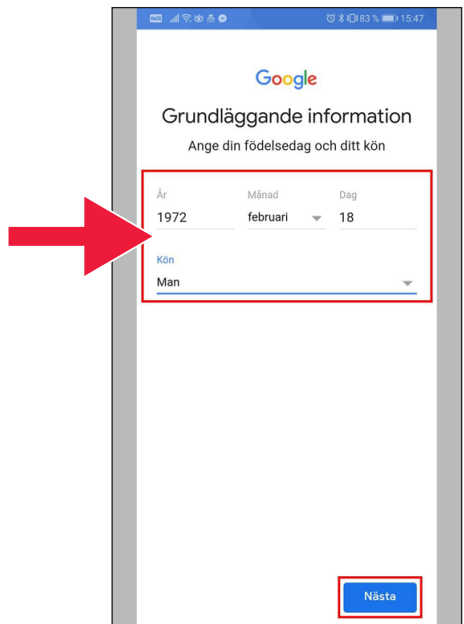 83 % 15:47
Google
Grundläggande information
Ange din födelsedag och ditt kön
År Månad Dag
1972 februari 18
Kön
Man
Nästa